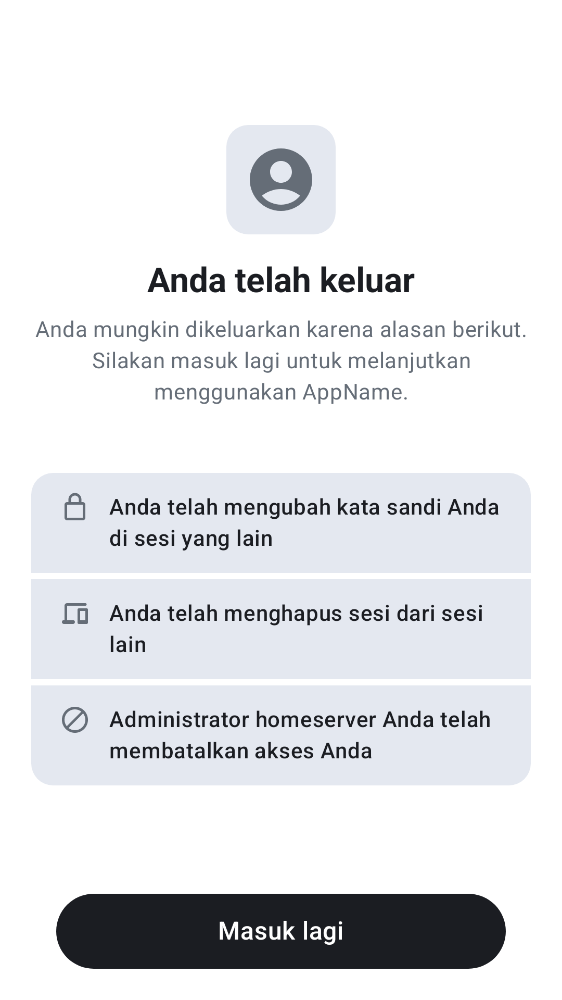 Anda telah keluar
Anda mungkin dikeluarkan karena alasan berikut.
Silakan masuk lagi untuk melanjutkan
menggunakan AppName.
Anda telah mengubah kata sandi Anda
di sesi yang lain
Anda telah menghapus sesi dari sesi
lain
Administrator homeserver Anda telah
membatalkan akses Anda
Masuk lagi